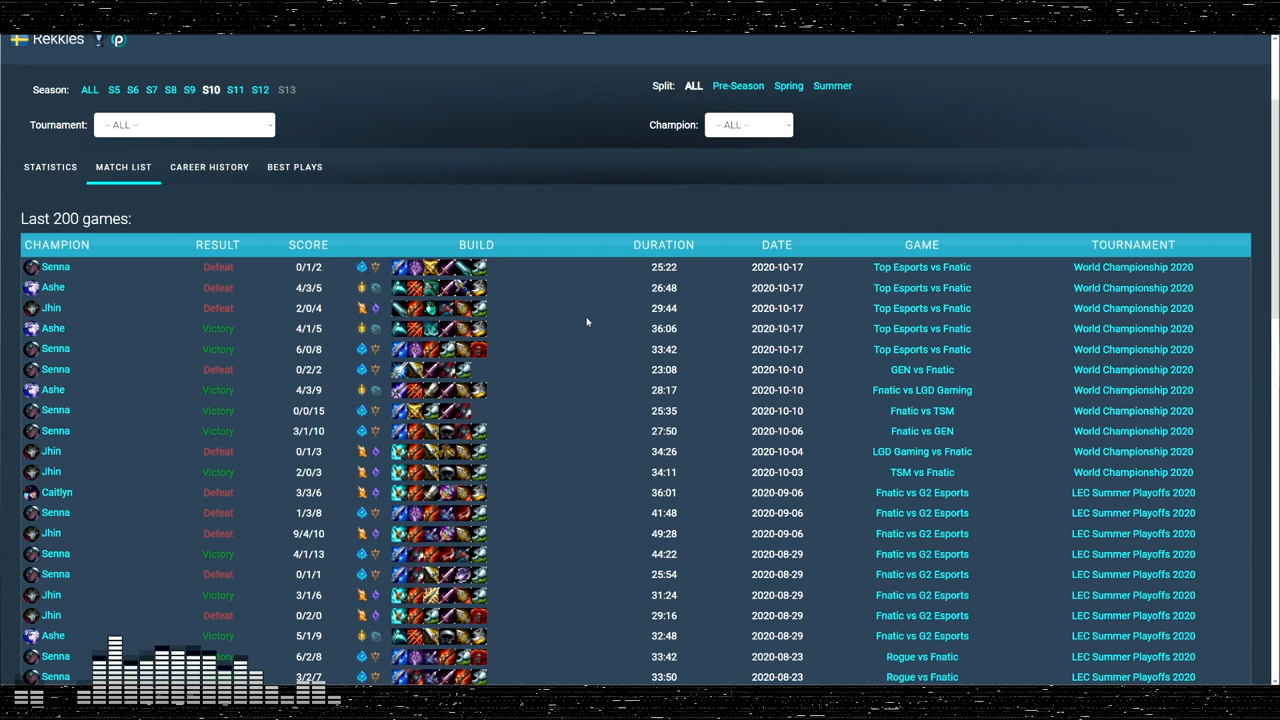 Rekkles
Season: ALL S5 S6 S7 S8 S9 S10 S11 S12 S13
Split: ALL Pre-Season Spring Summer
Tournament: -- ALL --
Champion: -- ALL --
STATISTICS MATCH LIST CAREER HISTORY BEST PLAYS
Last 200 games:
CHAMPION RESULT SCORE BUILD DURATION DATE GAME TOURNAMENT
Senna Defeat 0/1/2 25:22 2020-10-17 Top Esports vs Fnatic World Championship 2020
Ashe Defeat 4/3/5 26:48 2020-10-17 Top Esports vs Fnatic World Championship 2020
Jhin Defeat 2/0/4 29:44 2020-10-17 Top Esports vs Fnatic World Championship 2020
Ashe Victory 4/1/5 36:06 2020-10-17 Top Esports vs Fnatic World Championship 2020
Senna Victory 6/0/8 33:42 2020-10-17 Top Esports vs Fnatic World Championship 2020
Senna Defeat 0/2/2 23:08 2020-10-10 GEN vs Fnatic World Championship 2020
Ashe Victory 4/3/9 28:17 2020-10-10 Fnatic vs LGD Gaming World Championship 2020
Senna Victory 0/0/15 25:35 2020-10-10 Fnatic vs TSM World Championship 2020
Senna Victory 3/1/10 27:50 2020-10-06 Fnatic vs GEN World Championship 2020
Jhin Defeat 0/1/3 34:26 2020-10-04 LGD Gaming vs Fnatic World Championship 2020
Jhin Victory 2/0/3 34:11 2020-10-03 TSM vs Fnatic World Championship 2020
Caitlyn Defeat 3/3/6 36:01 2020-09-06 Fnatic vs G2 Esports LEC Summer Playoffs 2020
Senna Defeat 1/3/8 41:48 2020-09-06 Fnatic vs G2 Esports LEC Summer Playoffs 2020
Jhin Defeat 9/4/10 49:28 2020-09-06 Fnatic vs G2 Esports LEC Summer Playoffs 2020
Senna Victory 4/1/13 44:22 2020-08-29 Fnatic vs G2 Esports LEC Summer Playoffs 2020
Senna Defeat 0/1/1 25:54 2020-08-29 Fnatic vs G2 Esports LEC Summer Playoffs 2020
Jhin Victory 3/1/6 31:24 2020-08-29 Fnatic vs G2 Esports LEC Summer Playoffs 2020
Jhin Defeat 0/2/0 29:16 2020-08-29 Fnatic vs G2 Esports LEC Summer Playoffs 2020
Ashe Victory 5/1/9 32:48 2020-08-29 Fnatic vs G2 Esports LEC Summer Playoffs 2020
Senna 6/2/8 33:42 2020-08-23 Rogue vs Fnatic LEC Summer Playoffs 2020
Senna 3/2/7 33:50 2020-08-23 Rogue vs Fnatic LEC Summer Playoffs 2020